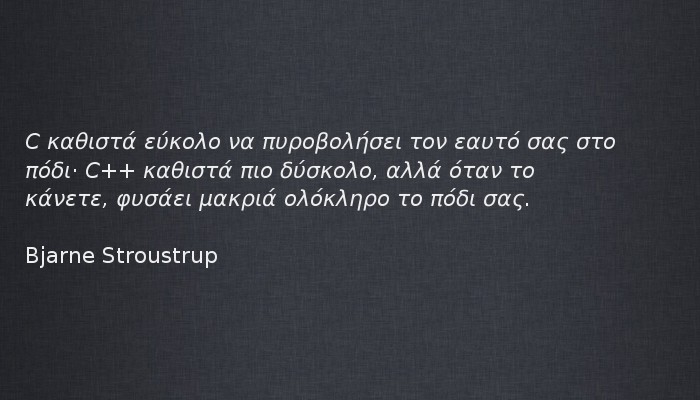 C καθιστά εύκολο να πυροβολήσει τον εαυτό σας στο
πόδι· C++ καθιστά πιο δύσκολο, αλλά όταν το
κάνετε, φυσάει μακριά ολόκληρο το πόδι σας.
Bjarne Stroustrup